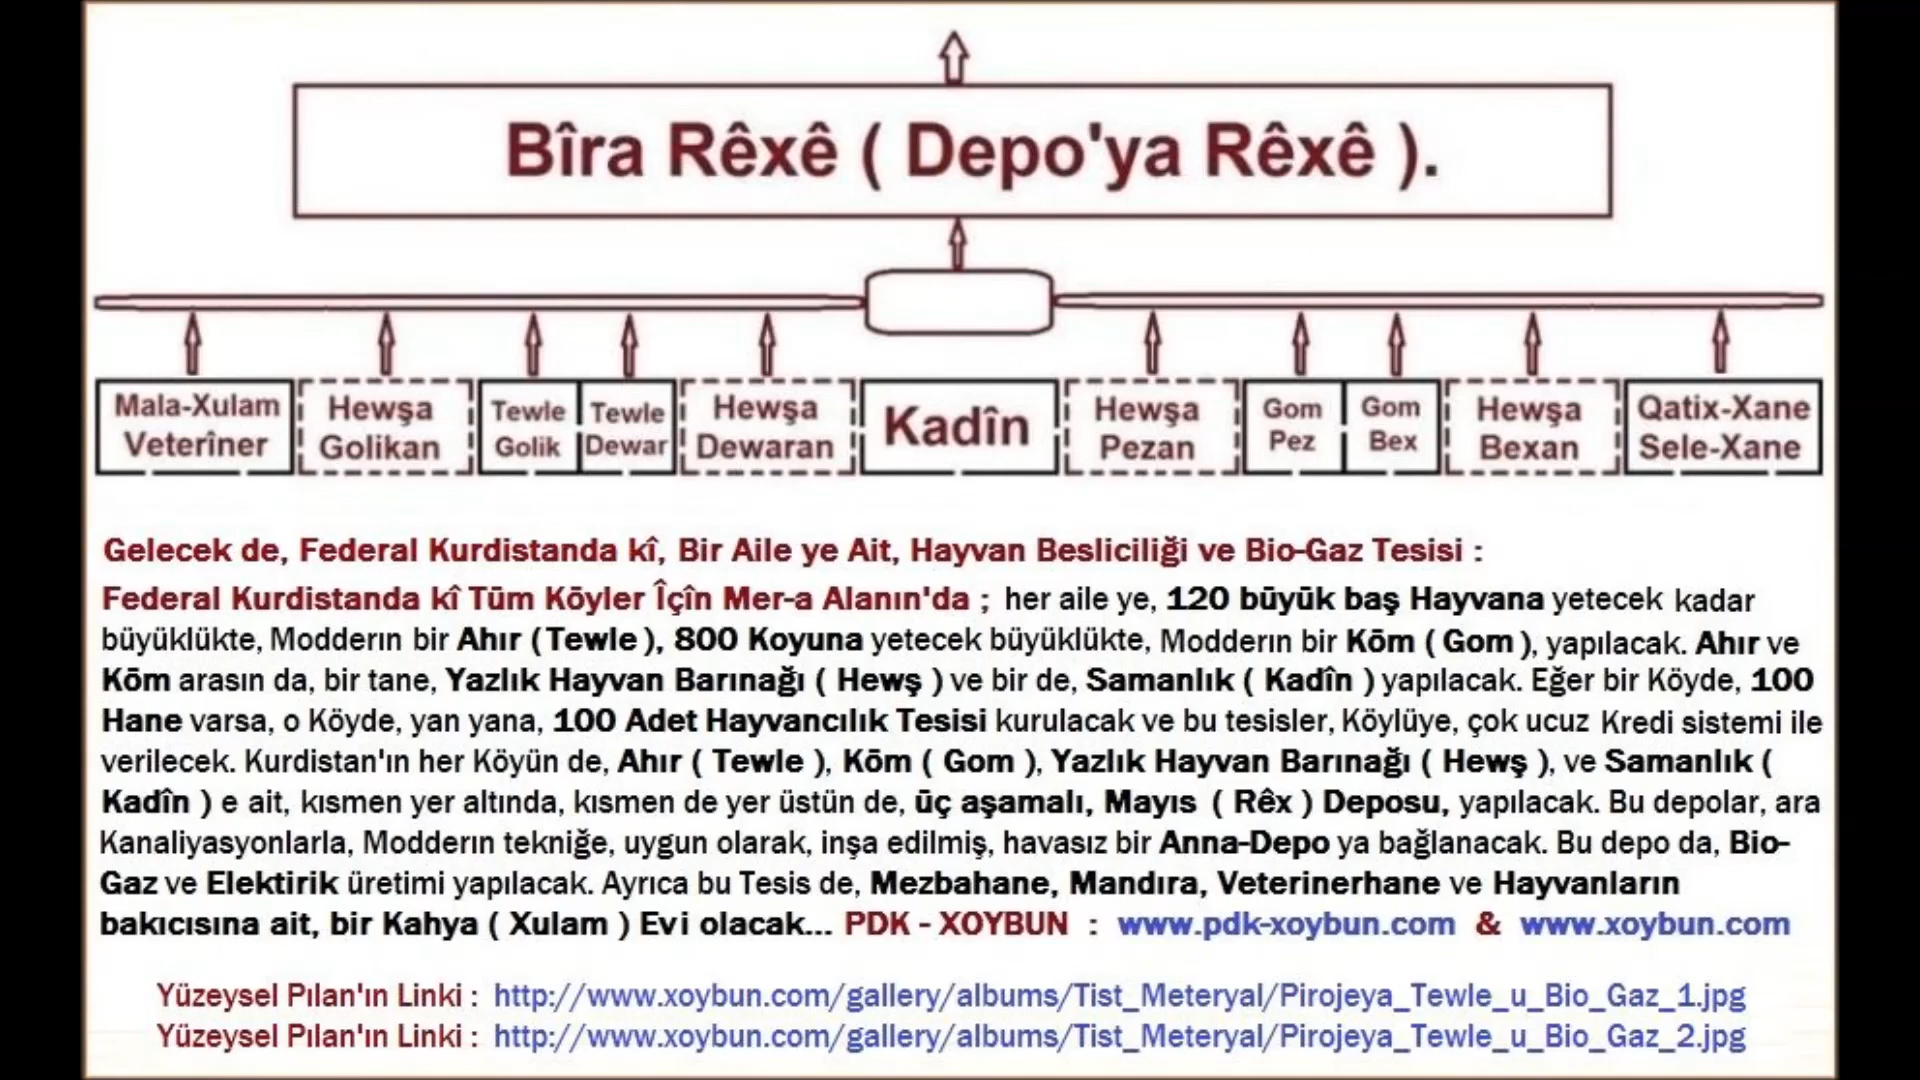 Bîra Rêxê ( Depo'ya Rêxê ).
Mala-Xulam Veterîner
Hewşa Golikan
Tewle Golik
Tewle Dewar
Hewşa Dewaran
Kadîn
Hewşa Pezan
Gom Pez
Gom Bex
Hewşa Bexan
Qatix-Xane Sele-Xane
Gelecek de, Federal Kurdistanda kî, Bir Aile ye Ait, Hayvan Besliciliği ve Bio-Gaz Tesisi :
Federal Kurdistanda kî Tūm Kōyler Îçîn Mer-a Alanın'da ; her aile ye, 120 būyūk baş Hayvana yetecek kadar
büyüklükte, Modderın bir Ahır ( Tewle ), 800 Koyuna yetecek büyüklükte, Modderın bir Kōm ( Gom ), yapılacak. Ahır ve
Kōm arasın da, bir tane, Yazlık Hayvan Barınağı ( Hewş ) ve bir de, Samanlık ( Kadîn ) yapılacak. Eğer bir Köyde, 100
Hane varsa, o Köyde, yan yana, 100 Adet Hayvancılık Tesisi kurulacak ve bu tesisler, Köylüye, çok ucuz Kredi sistemi ile
verilecek. Kurdistan'ın her Köyün de, Ahır ( Tewle ), Kōm ( Gom ), Yazlık Hayvan Barınağı ( Hewş ), ve Samanlık (
Kadîn ) e ait, kısmen yer altında, kısmen de yer üstün de, ūç aşamalı, Mayıs ( Rêx ) Deposu, yapılacak. Bu depolar, ara
Kanaliyasyonlarla, Modderın tekniğe, uygun olarak, inşa edilmiş, havasız bir Anna-Depo ya bağlanacak. Bu depo da, Bio-
Gaz ve Elektirik üretimi yapılacak. Ayrıca bu Tesis de, Mezbahane, Mandıra, Veterinerhane ve Hayvanların
bakıcısına ait, bir Kahya ( Xulam ) Evi olacak... PDK - XOYBUN : www.pdk-xoybun.com & www.xoybun.com
Yüzeysel Pılan'ın Linki : http://www.xoybun.com/gallery/albums/Tist_Meteryal/Pirojeya_Tewle_u_Bio_Gaz_1.jpg
Yüzeysel Pılan'ın Linki : http://www.xoybun.com/gallery/albums/Tist_Meteryal/Pirojeya_Tewle_u_Bio_Gaz_2.jpg